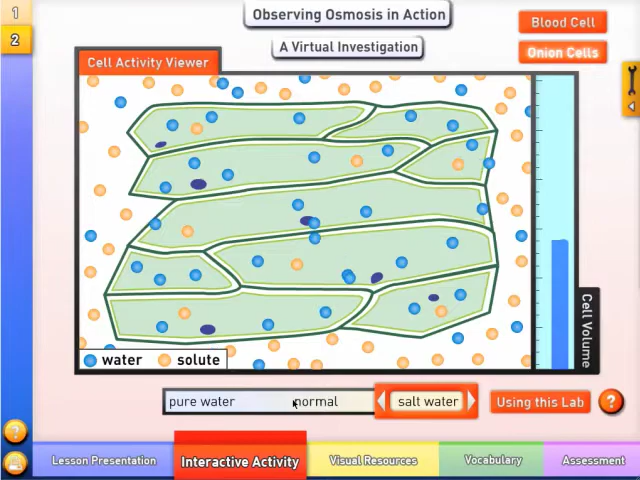 1
2
Observing Osmosis in Action
A Virtual Investigation
Blood Cell
Onion Cells
Cell Activity Viewer
Cell Volume
water
solute
pure water
normal
salt water
Using this Lab
?
?
Lesson Presentation
Interactive Activity
Visual Resources
Vocabulary
Assessment